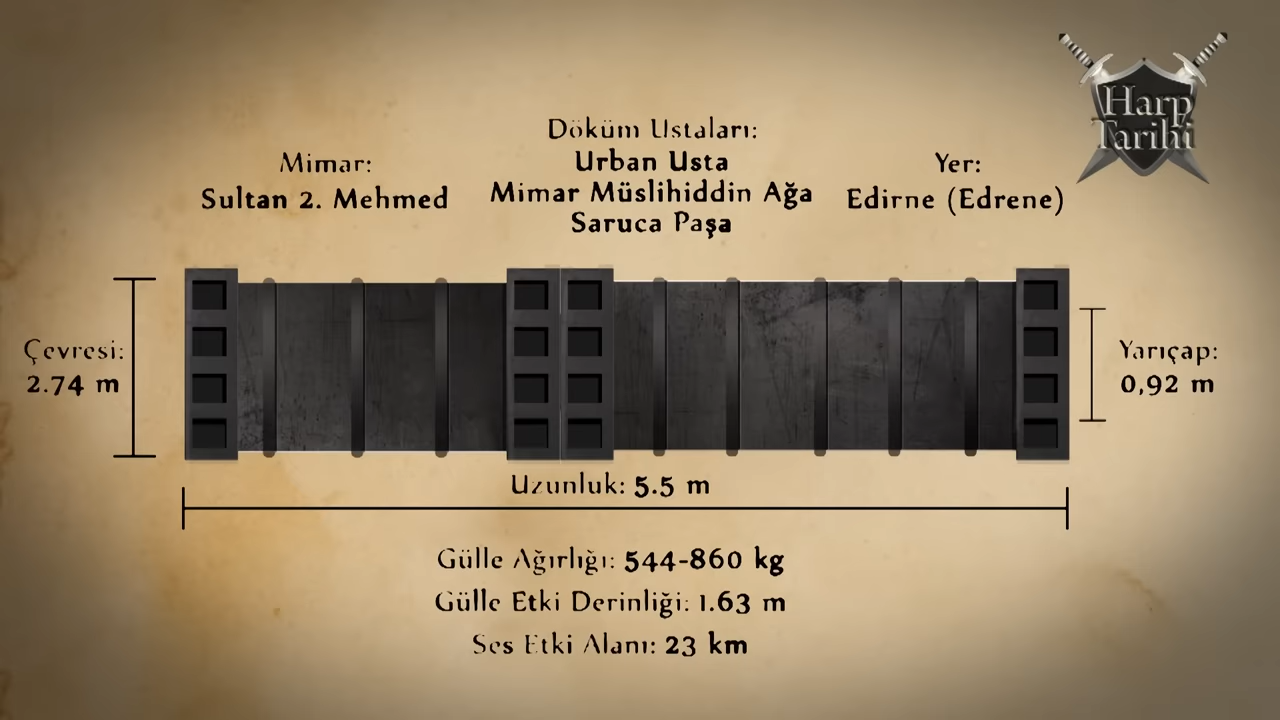 Harp
Tarihi
Mimar:
Sultan 2. Mehmed
Döküm Ustaları:
Urban Usta
Mimar Müslihiddin Ağa
Saruca Paşa
Yer:
Edirne (Edrene)
Çevresi:
2.74 m
Yarıçap:
0,92 m
Uzunluk: 5.5 m
Gülle Ağırlığı: 544-860 kg
Gülle Etki Derinliği: 1.63 m
Ses Etki Alanı: 23 km